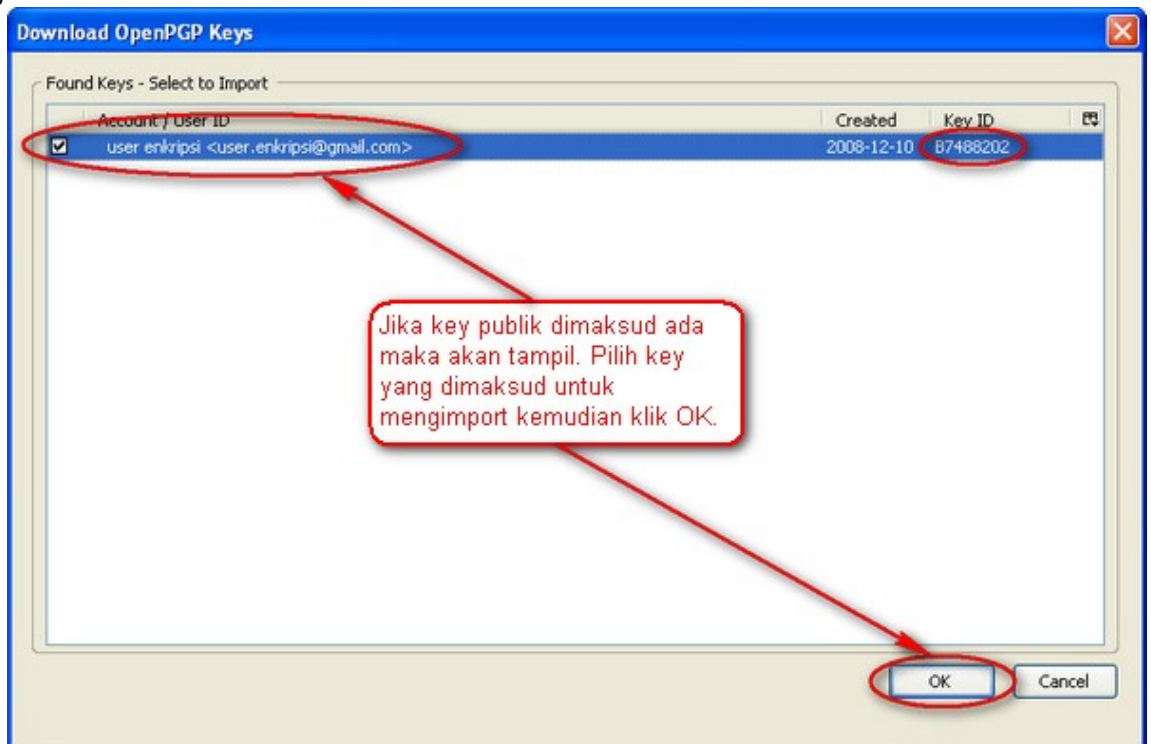 Download OpenPGP Keys
Found Keys - Select to Import
Account / User ID Created Key ID
user enkripsi <user.enkripsi@gmail.com> 2008-12-10 B7488202
Jika key publik dimaksud ada
maka akan tampil. Pilih key
yang dimaksud untuk
mengimport kemudian klik OK.
OK Cancel